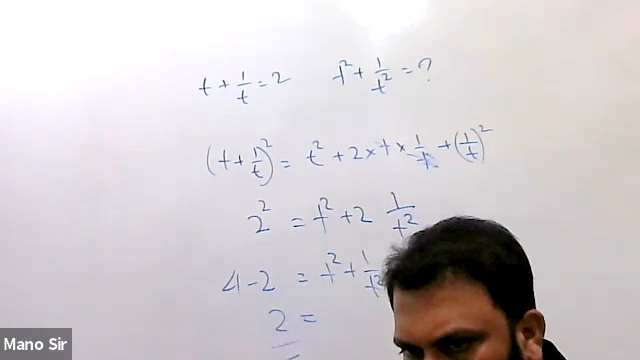 t + 1/t = 2    t² + 1/t² = ?
(t + 1/t)² = t² + 2 × t × 1/t + (1/t)²
2² = t² + 2 1/t²
4 - 2 = t² + 1/t²
2 =
Mano Sir